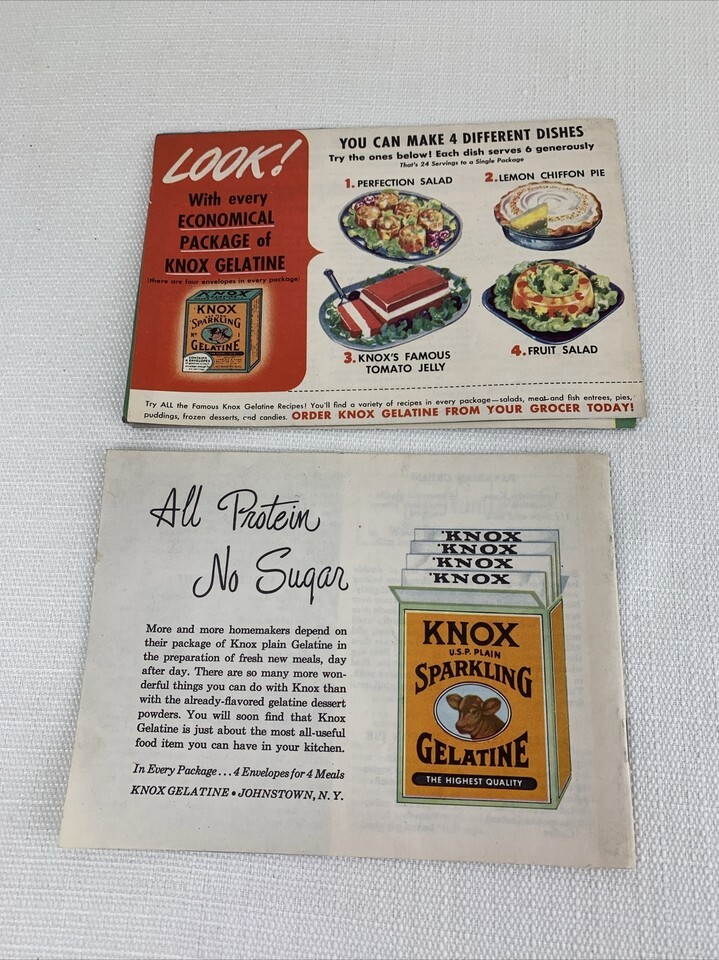 LOOK!
With every
ECONOMICAL
PACKAGE of
KNOX GELATINE
(there are four envelopes in every package)
KNOX
KNOX
SPARKLING
GELATINE
YOU CAN MAKE 4 DIFFERENT DISHES
Try the ones below! Each dish serves 6 generously
That's 24 Servings to a Single Package
1. PERFECTION SALAD
2. LEMON CHIFFON PIE
3. KNOX'S FAMOUS
TOMATO JELLY
4. FRUIT SALAD
Try ALL the Famous Knox Gelatine Recipes! You'll find a variety of recipes in every package—salads, meat and fish entrees, pies,
puddings, frozen desserts, and candies. ORDER KNOX GELATINE FROM YOUR GROCER TODAY!
All Protein
No Sugar
More and more homemakers depend on
their package of Knox plain Gelatine in
the preparation of fresh new meals, day
after day. There are so many more won-
derful things you can do with Knox than
with the already-flavored gelatine dessert
powders. You will soon find that Knox
Gelatine is just about the most all-useful
food item you can have in your kitchen.
In Every Package...4 Envelopes for 4 Meals
KNOX GELATINE • JOHNSTOWN, N. Y.
KNOX
KNOX
KNOX
KNOX
KNOX
U.S.P. PLAIN
SPARKLING
GELATINE
THE HIGHEST QUALITY